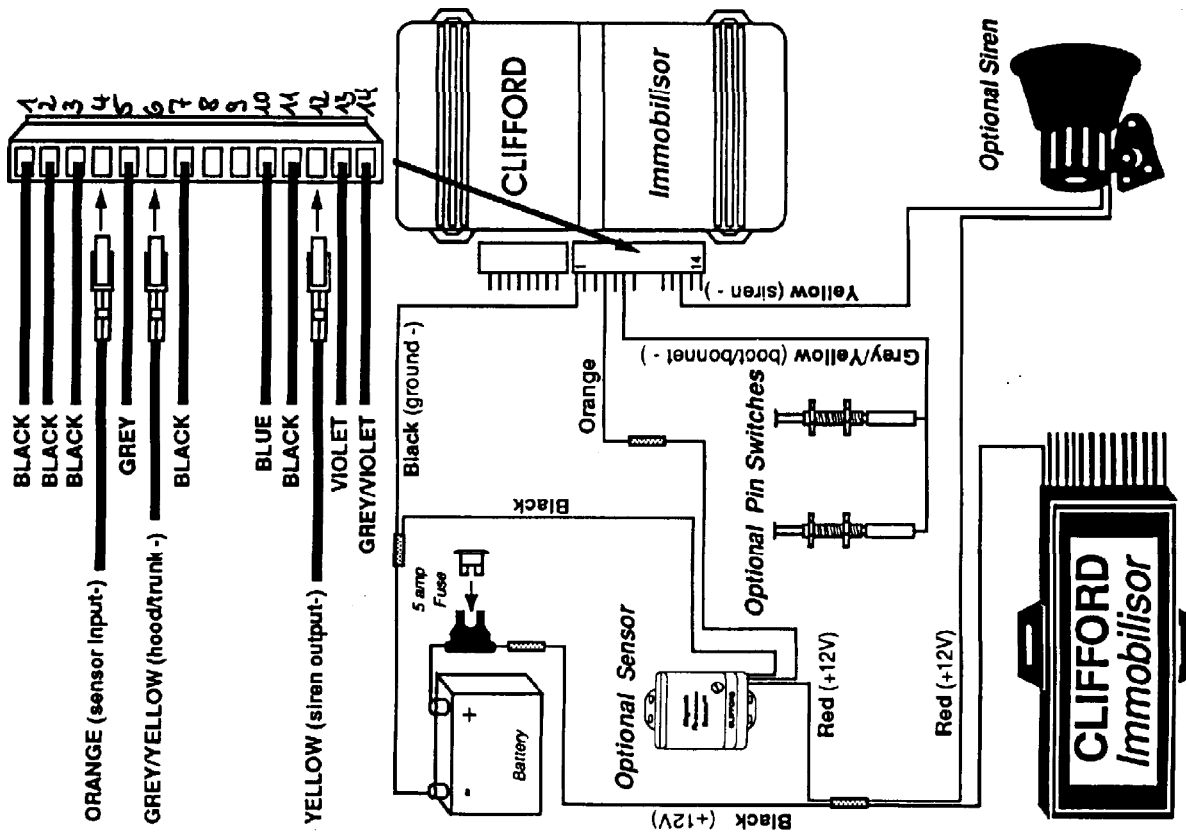 1
2
3
4
5
6
7
8
9
10
11
12
13
14
BLACK
BLACK
BLACK
ORANGE (sensor Input-)
GREY
GREY/YELLOW (hood/trunk -)
BLACK
BLUE
BLACK
YELLOW (siren output-)
VIOLET
GREY/VIOLET
CLIFFORD
Immobilisor
1
14
Optional Siren
Yellow (siren - )
Grey/Yellow (boot/bonnet - )
Orange
Black (ground -)
Black
5 amp
Fuse
+
-
Battery
Optional Sensor
CLIFFORD
Optional Pin Switches
Red (+12V)
Red (+12V)
Black (+12V)
CLIFFORD
Immobilisor